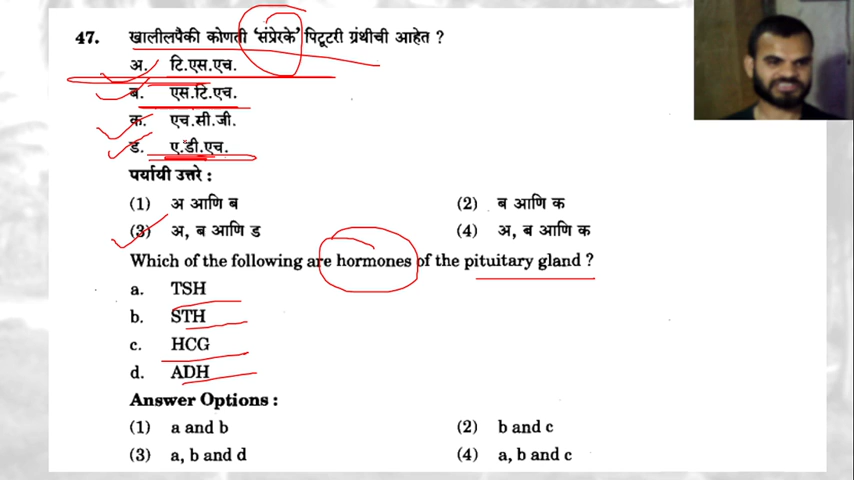 47. खालीलपैकी कोणती ‘संप्रेरके’ पिटूटरी ग्रंथीची आहेत ?
अ. टि.एस.एच.
ब. एस.टि.एच.
क. एच.सी.जी.
ड. ए.डी.एच.
पर्यायी उत्तरे :
(1) अ आणि ब (2) ब आणि क
(3) अ, ब आणि ड (4) अ, ब आणि क
Which of the following are hormones of the pituitary gland ?
a. TSH
b. STH
c. HCG
d. ADH
Answer Options :
(1) a and b (2) b and c
(3) a, b and d (4) a, b and c